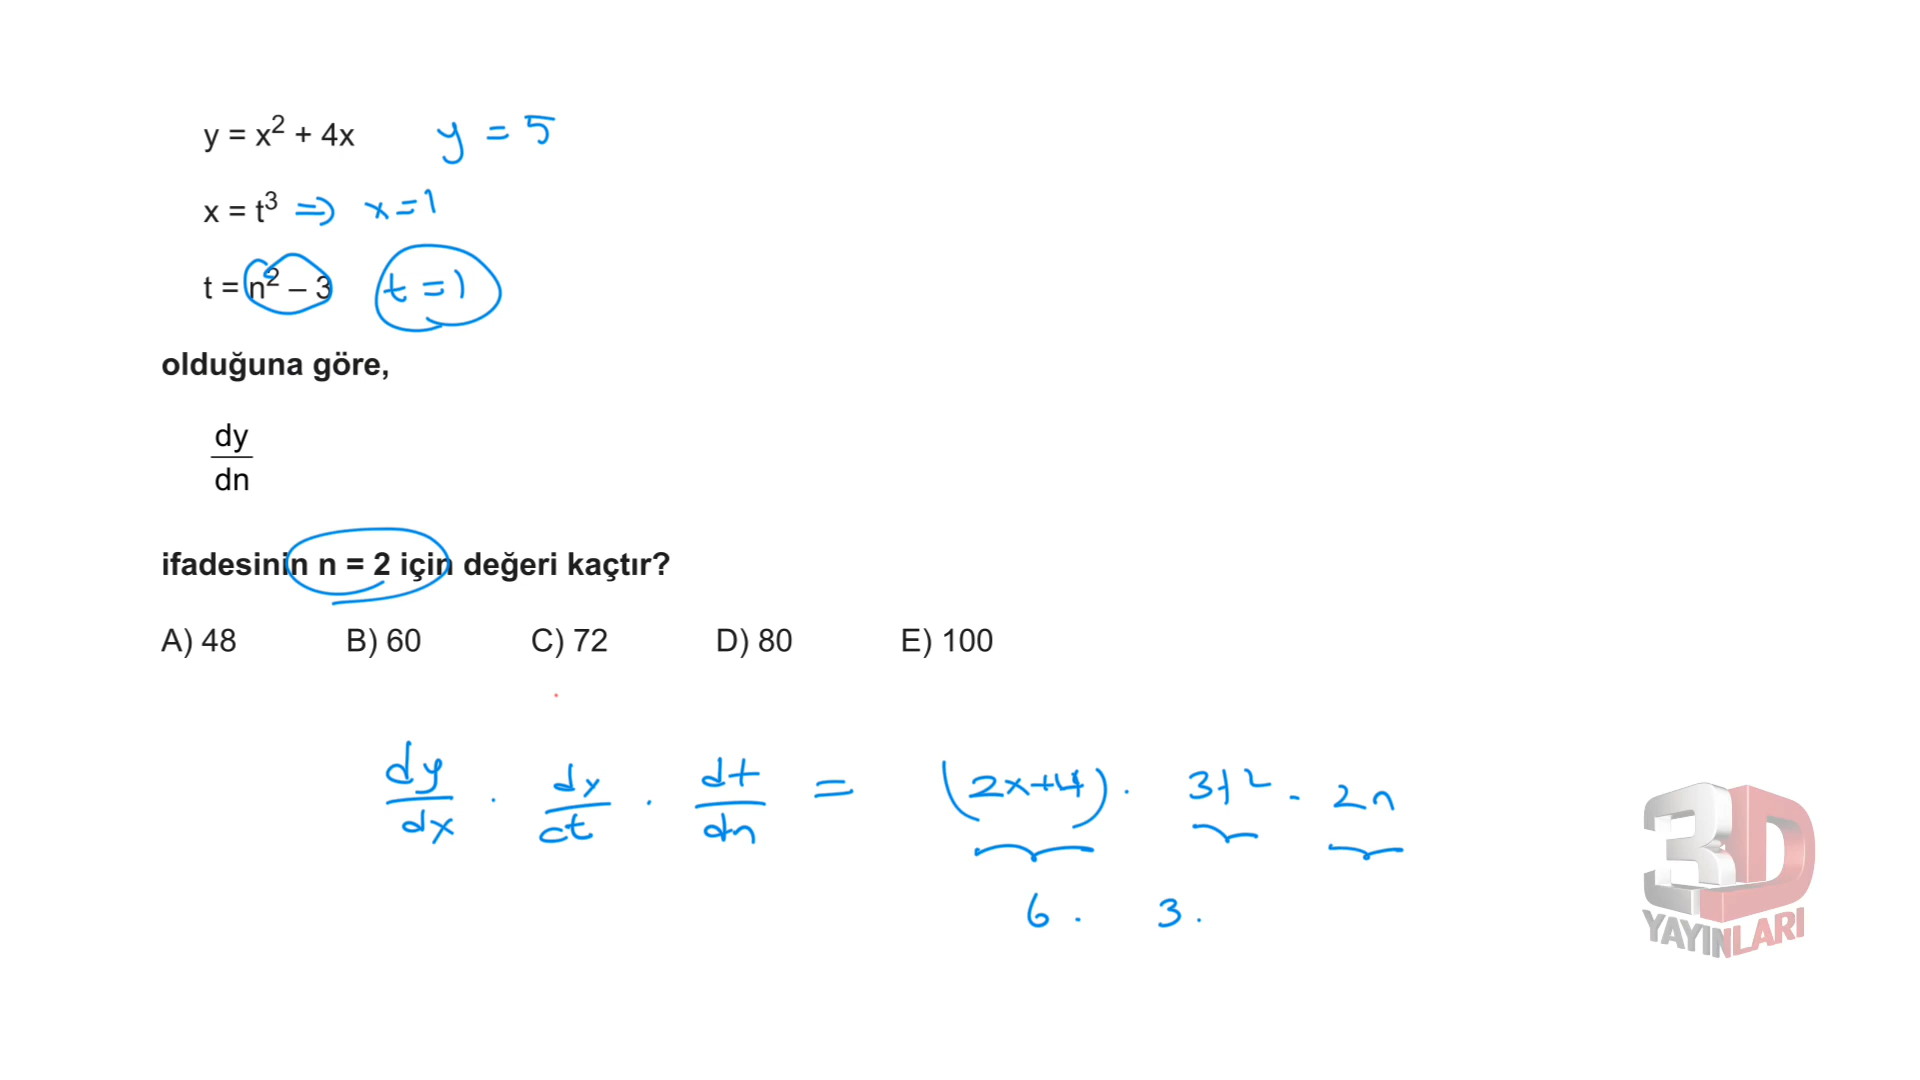 y = x² + 4x y = 5
x = t³ ⇒ x = 1
t = n² – 3 t = 1
olduğuna göre,
dy
dn
ifadesinin n = 2 için değeri kaçtır?
A) 48 B) 60 C) 72 D) 80 E) 100
dy/dx · dx/dt · dt/dn = (2x+4) · 3t² · 2n
6 · 3 ·
3D
YAYINLARI